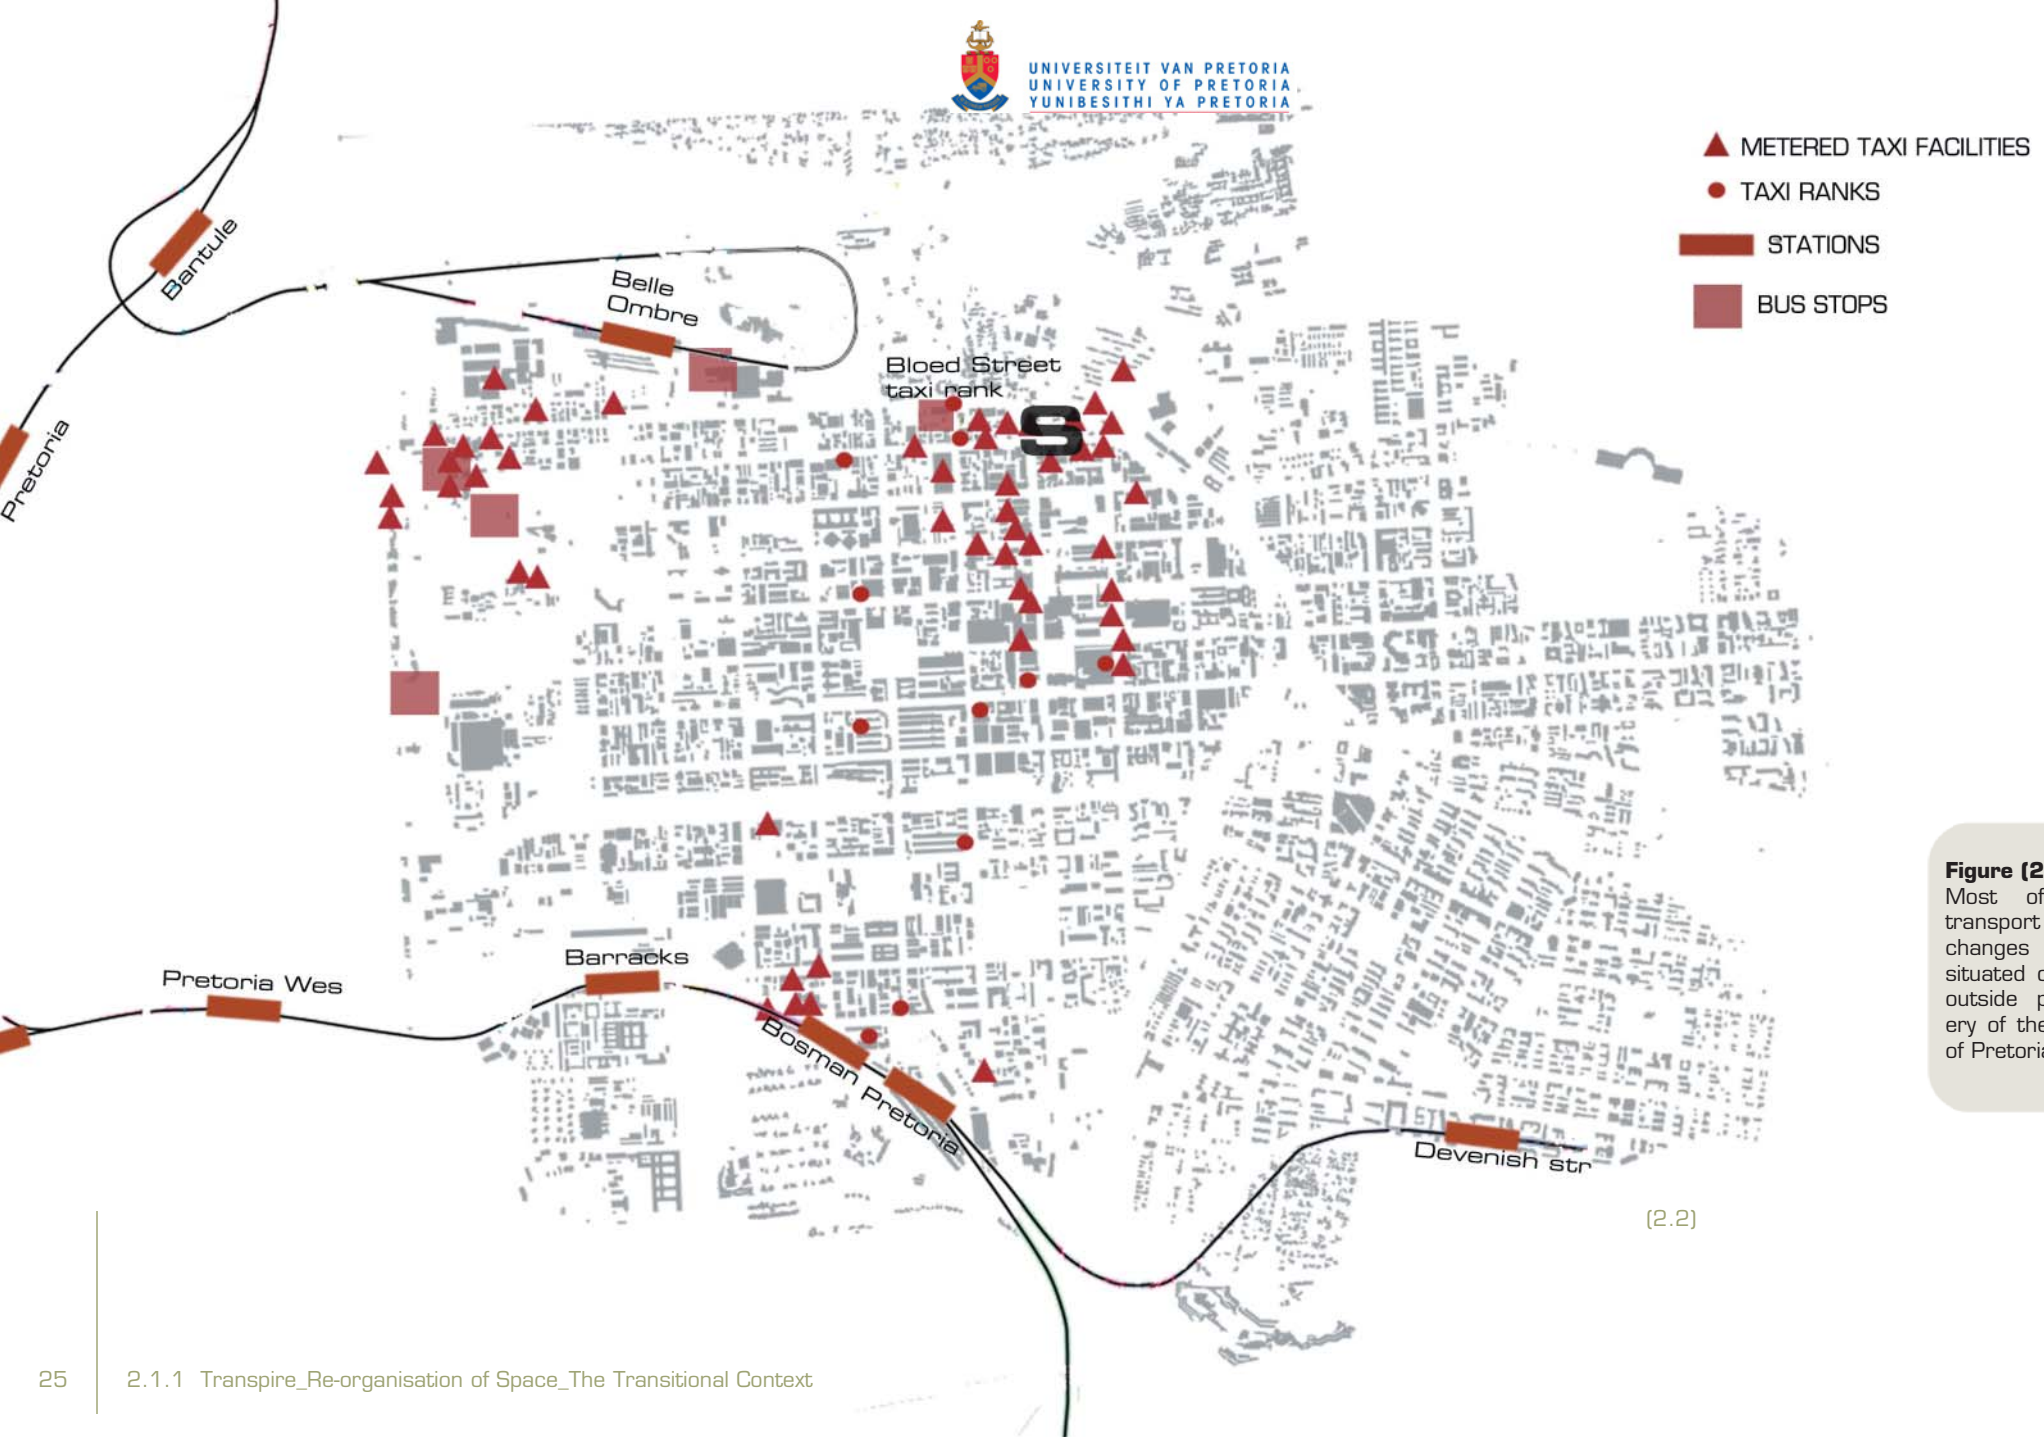 UNIVERSITEIT VAN PRETORIA
UNIVERSITY OF PRETORIA
YUNIBESITHI YA PRETORIA
METERED TAXI FACILITIES
TAXI RANKS
STATIONS
BUS STOPS
Bantule
Belle
Ombre
Bloed Street
taxi rank
S
Pretoria
Pretoria Wes
Barracks
Bosman
Pretoria
Devenish str
Figure (2
Most of
transport
changes
situated
outside
ery of the
of Pretoria
(2.2)
25
2.1.1 Transpire_Re-organisation of Space_The Transitional Context